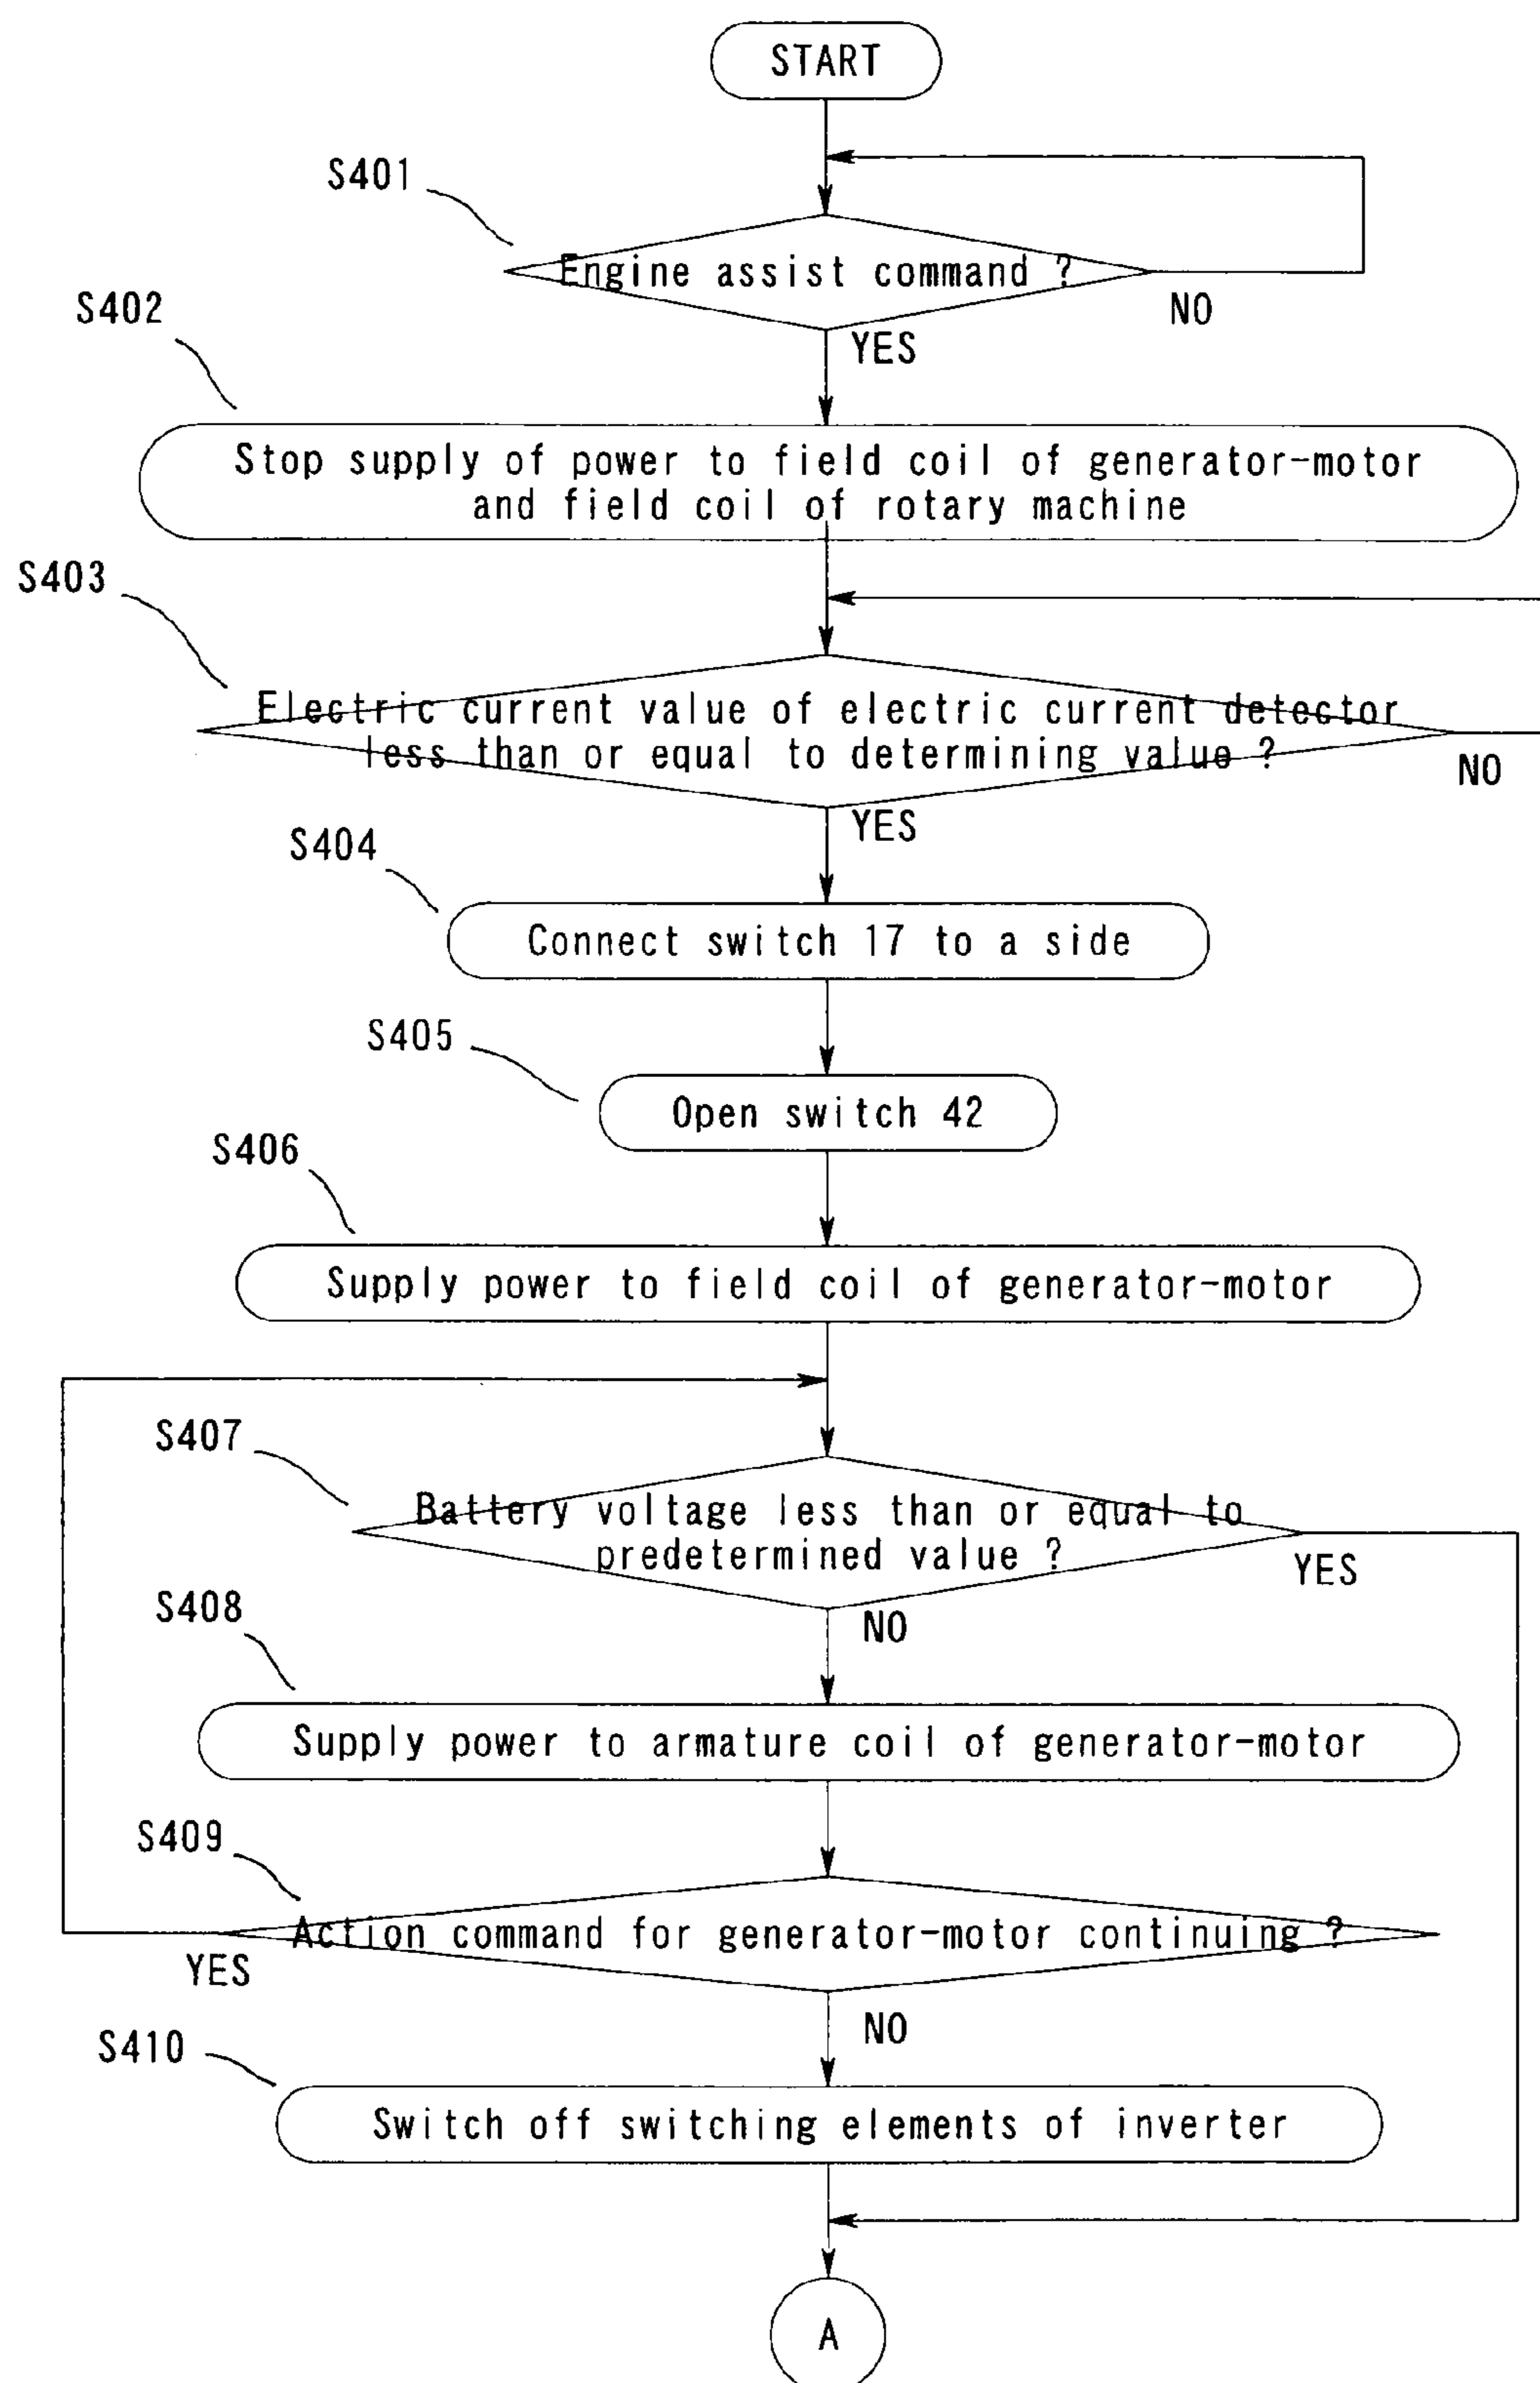 START
S401
Engine assist command ?
NO
YES
S402
Stop supply of power to field coil of generator-motor
and field coil of rotary machine
S403
Electric current value of electric current detector
less than or equal to determining value ?
NO
YES
S404
Connect switch 17 to a side
S405
Open switch 42
S406
Supply power to field coil of generator-motor
S407
Battery voltage less than or equal to
predetermined value ?
YES
NO
S408
Supply power to armature coil of generator-motor
S409
Action command for generator-motor continuing ?
YES
NO
S410
Switch off switching elements of inverter
A